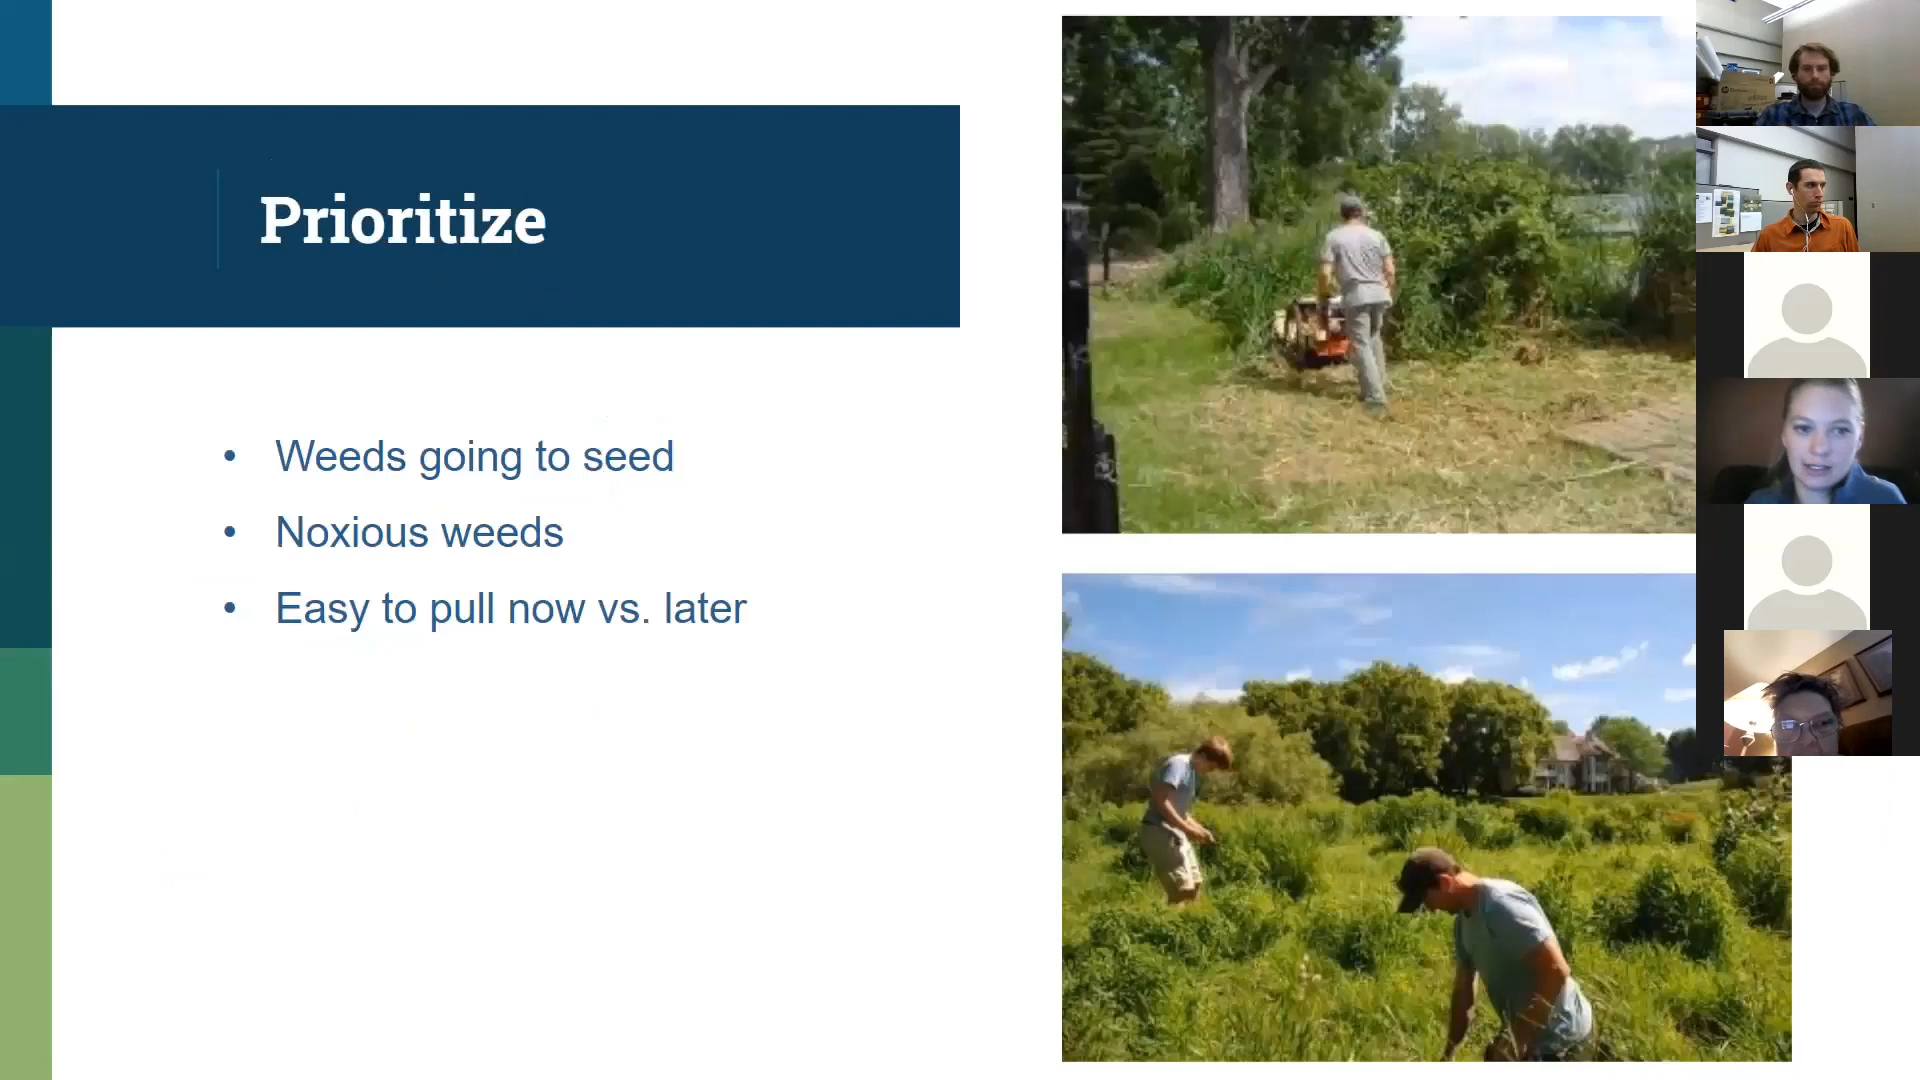 Prioritize
• Weeds going to seed
• Noxious weeds
• Easy to pull now vs. later